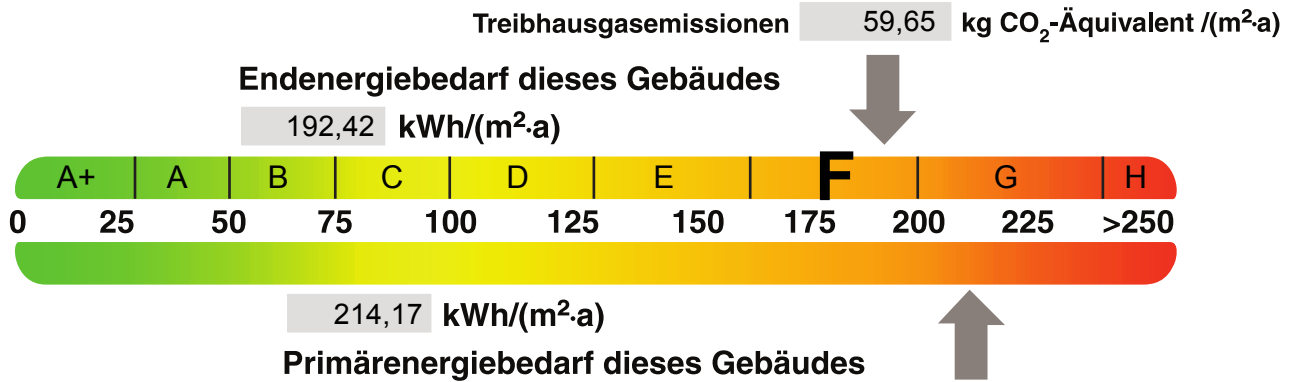 Treibhausgasemissionen 59,65 kg CO₂-Äquivalent /(m²·a)
Endenergiebedarf dieses Gebäudes
192,42 kWh/(m²·a)
A+ A B C D E F G H
0 25 50 75 100 125 150 175 200 225 >250
214,17 kWh/(m²·a)
Primärenergiebedarf dieses Gebäudes